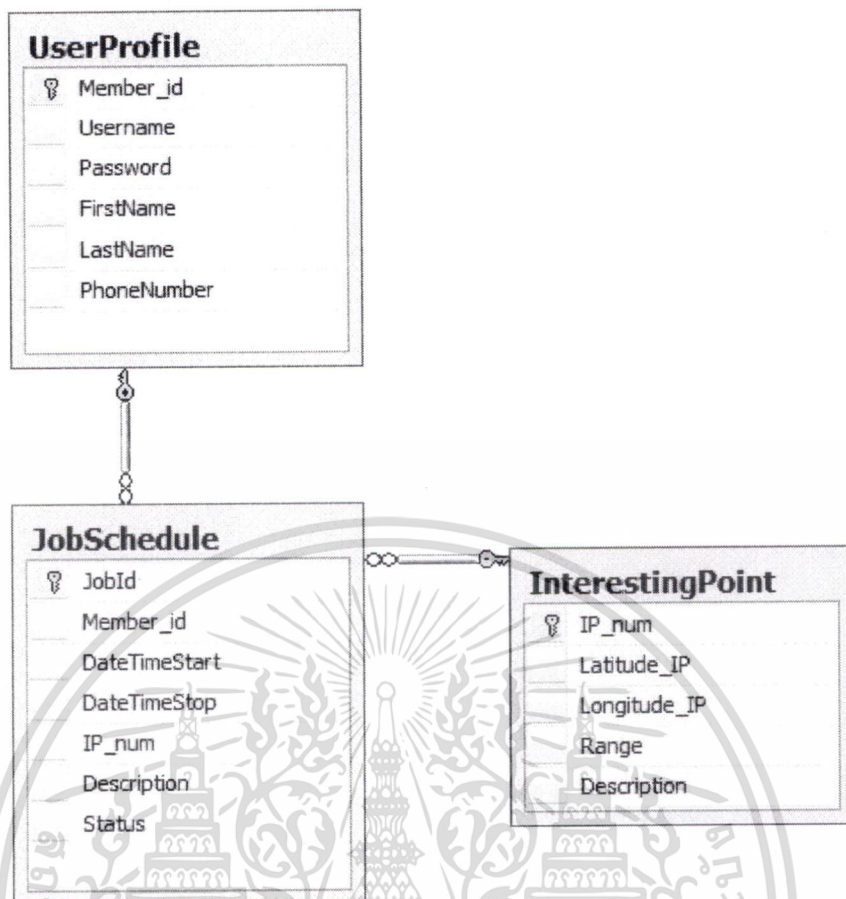 UserProfile
Member_id
Username
Password
FirstName
LastName
PhoneNumber
JobSchedule
JobId
Member_id
DateTimeStart
DateTimeStop
IP_num
Description
Status
InterestingPoint
IP_num
Latitude_IP
Longitude_IP
Range
Description